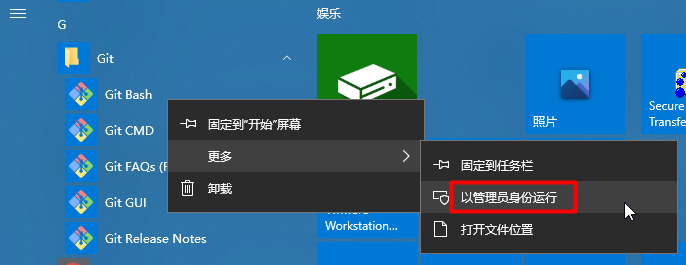 娱乐
G
Git
Git Bash
固定到"开始"屏幕
Git CMD
照片
Secure
Transfe
更多
固定到任务栏
Git FAQs (F
卸载
以管理员身份运行
Git GUI
Workstation...
打开文件位置
Git Release Notes